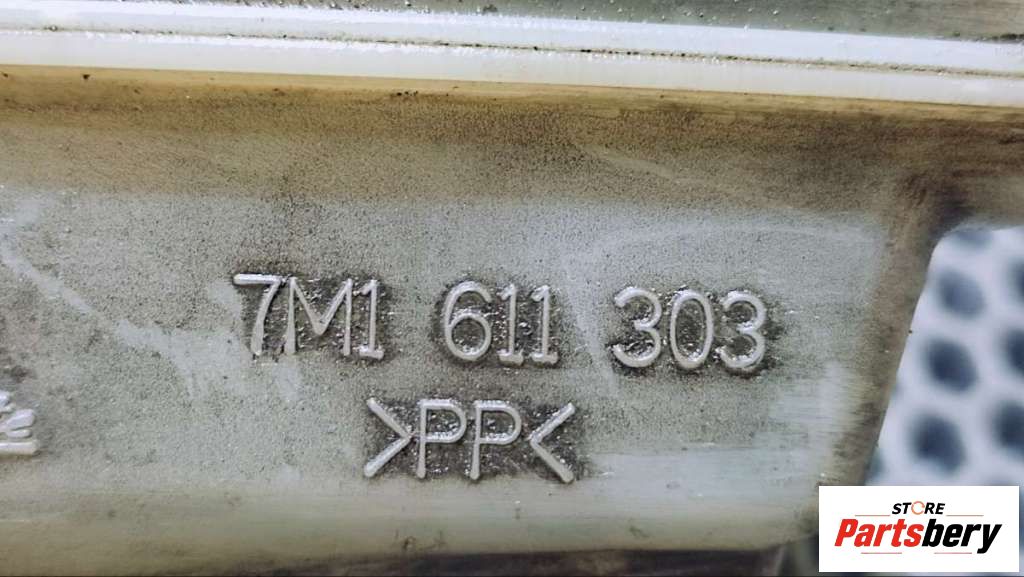 7M1 611 303
>PP<
STORE
Partsbery